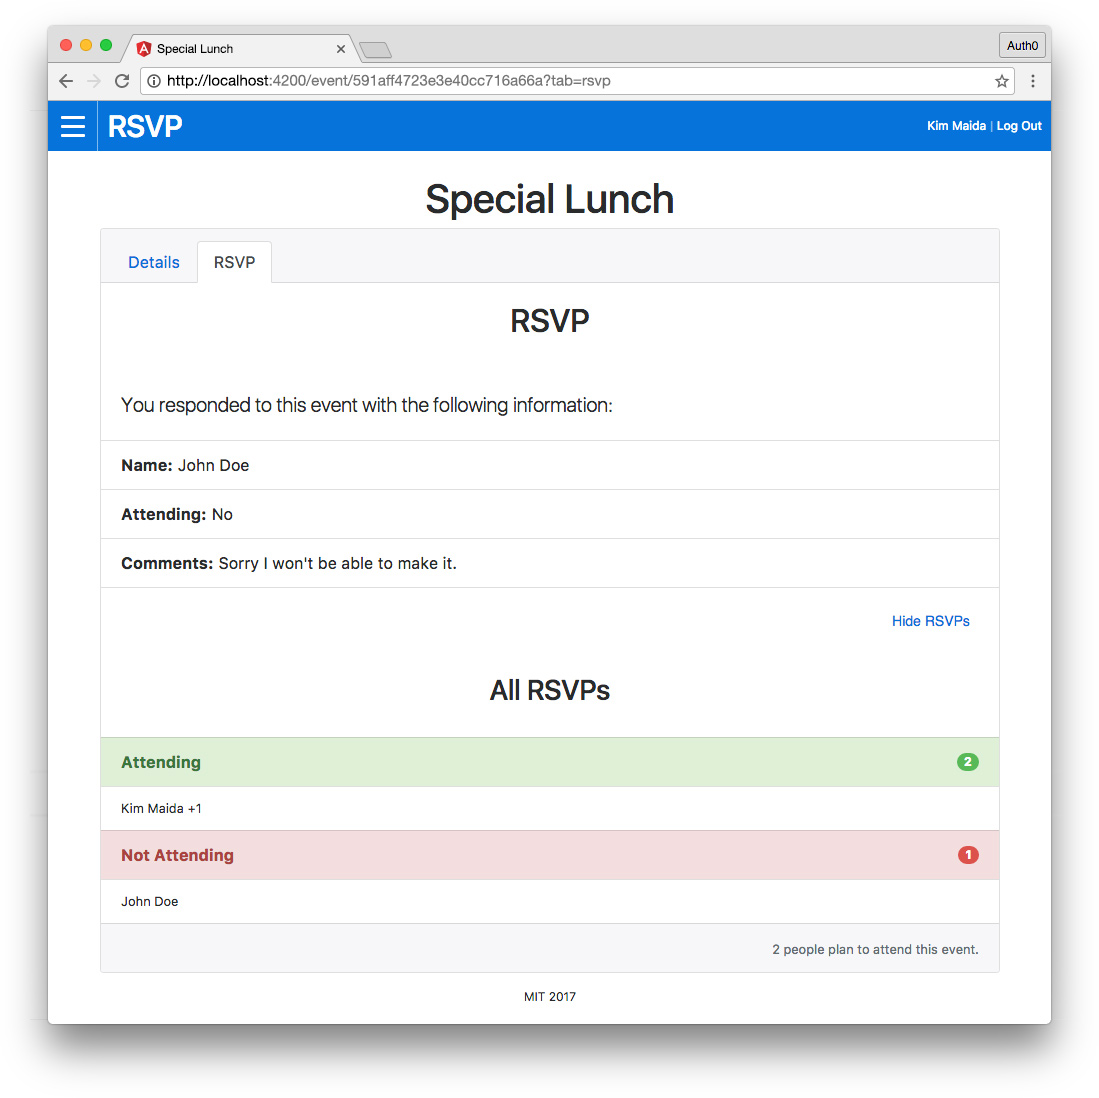 Special Lunch
Auth0
http://localhost:4200/event/591aff4723e3e40cc716a66a?tab=rsvp
RSVP
Kim Maida | Log Out
Special Lunch
Details
RSVP
RSVP
You responded to this event with the following information:
Name: John Doe
Attending: No
Comments: Sorry I won't be able to make it.
Hide RSVPs
All RSVPs
Attending 2
Kim Maida +1
Not Attending 1
John Doe
2 people plan to attend this event.
MIT 2017